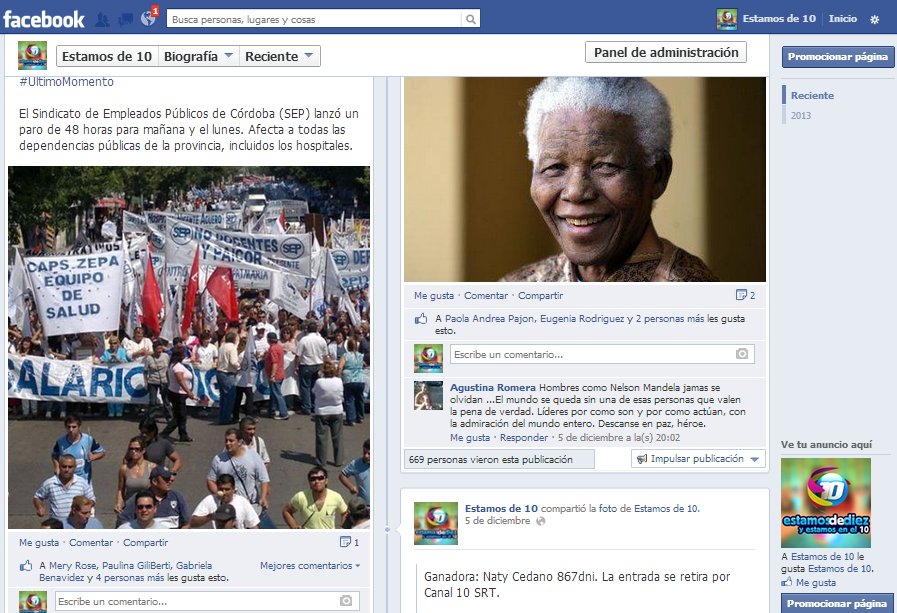 facebook
1
Busca personas, lugares y cosas
Estamos de 10
Inicio
Estamos de 10
Biografía
Reciente
Panel de administración
Promocionar página
Reciente
2013
#UltimoMomento
El Sindicato de Empleados Públicos de Córdoba (SEP) lanzó un
paro de 48 horas para mañana y el lunes. Afecta a todas las
dependencias públicas de la provincia, incluidos los hospitales.
VICENTE AGUERO
SEP
NO DOCENTES
PAICOR
SEP
CAPS. ZEPA
EQUIPO
DE
SALUD
ALARIO
Me gusta · Comentar · Compartir
1
A Mery Rose, Paulina GiliBerti, Gabriela
Benavidez y 4 personas más les gusta esto.
Mejores comentarios
Escribe un comentario...
Me gusta · Comentar · Compartir
2
A Paola Andrea Pajon, Eugenia Rodriguez y 2 personas más les gusta
esto.
Escribe un comentario...
Agustina Romera Hombres como Nelson Mandela jamas se
olvidan ...El mundo se queda sin una de esas personas que valen
la pena de verdad. Líderes por como son y por como actúan, con
la admiración del mundo entero. Descanse en paz, héroe.
Me gusta · Responder · 5 de diciembre a la(s) 20:02
669 personas vieron esta publicación
Impulsar publicación
Estamos de 10 compartió la foto de Estamos de 10.
5 de diciembre
Ganadora: Naty Cedano 867dni. La entrada se retira por
Canal 10 SRT.
Ve tu anuncio aquí
10
estamosdediez
y estamos en el 10
A Estamos de 10 le
gusta Estamos de 10.
Me gusta
Promocionar página